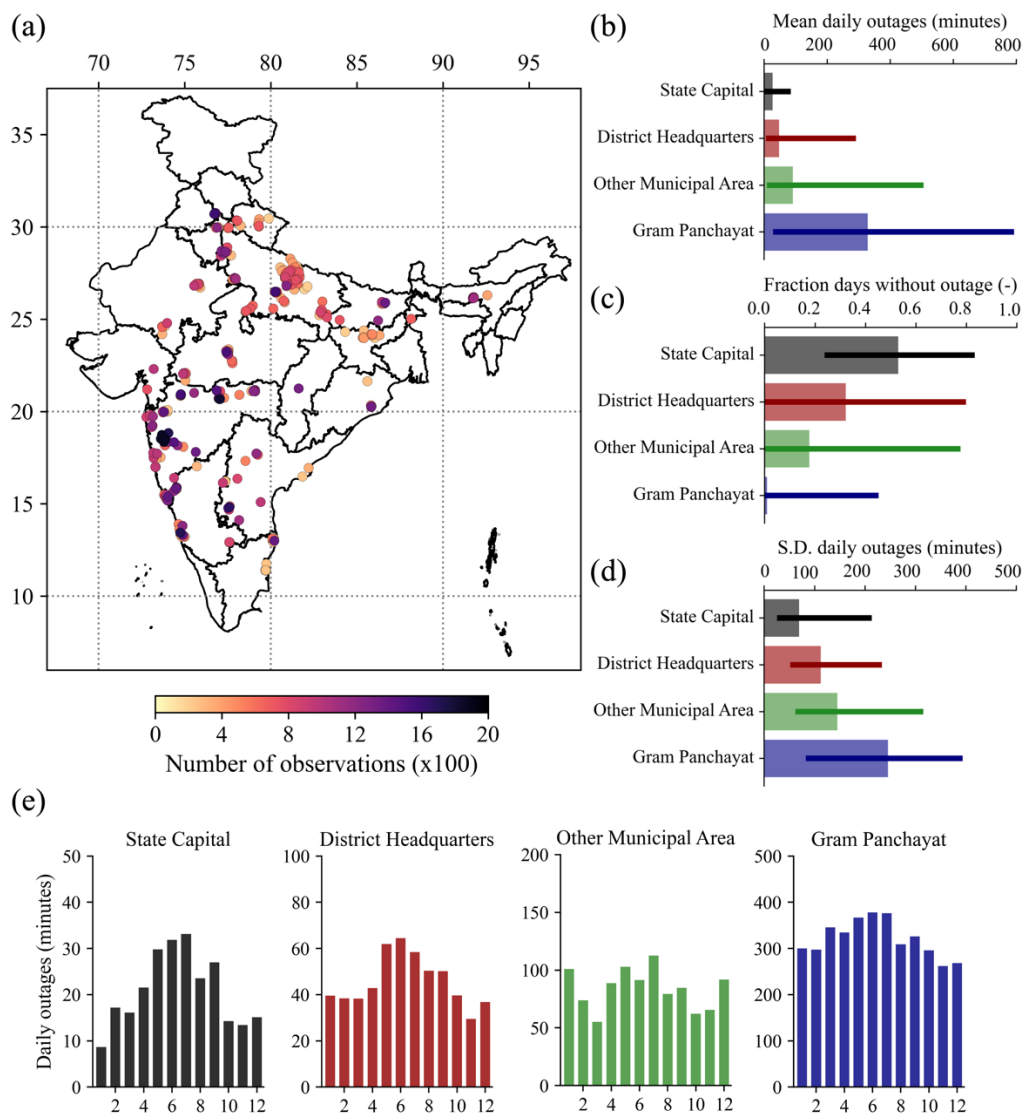 (a)
70 75 80 85 90 95
35
30
25
20
15
10
0 4 8 12 16 20
Number of observations (x100)
(b)
Mean daily outages (minutes)
0 200 400 600 800
State Capital
District Headquarters
Other Municipal Area
Gram Panchayat
(c)
Fraction days without outage (-)
0.0 0.2 0.4 0.6 0.8 1.0
State Capital
District Headquarters
Other Municipal Area
Gram Panchayat
(d)
S.D. daily outages (minutes)
0 100 200 300 400 500
State Capital
District Headquarters
Other Municipal Area
Gram Panchayat
(e)
State Capital
Daily outages (minutes)
50
40
30
20
10
0
2 4 6 8 10 12
District Headquarters
100
80
60
40
20
0
2 4 6 8 10 12
Other Municipal Area
200
150
100
50
0
2 4 6 8 10 12
Gram Panchayat
500
400
300
200
100
0
2 4 6 8 10 12